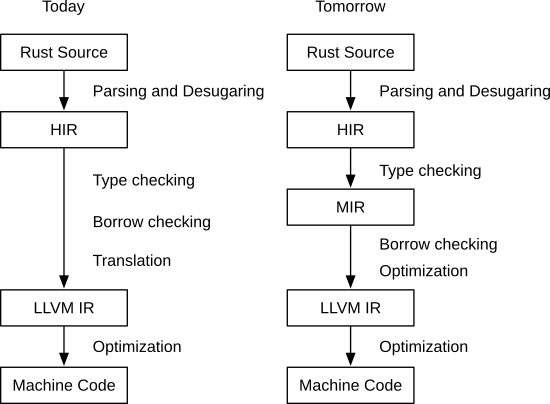 Today
Rust Source
Parsing and Desugaring
HIR
Type checking
Borrow checking
Translation
LLVM IR
Optimization
Machine Code
Tomorrow
Rust Source
Parsing and Desugaring
HIR
Type checking
MIR
Borrow checking
Optimization
LLVM IR
Optimization
Machine Code